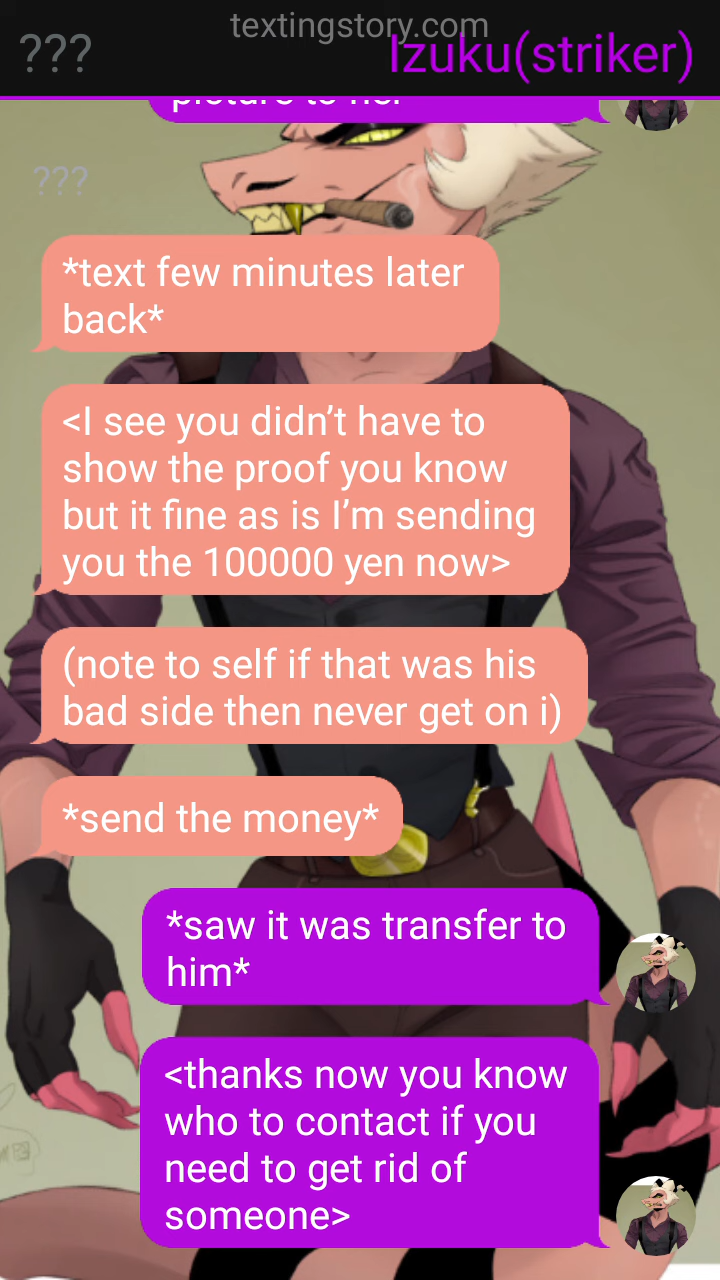 textingstory.com
???
Izuku(striker)
picture to her
???
*text few minutes later
back*
<I see you didn’t have to
show the proof you know
but it fine as is I’m sending
you the 100000 yen now>
(note to self if that was his
bad side then never get on i)
*send the money*
*saw it was transfer to
him*
<thanks now you know
who to contact if you
need to get rid of
someone>